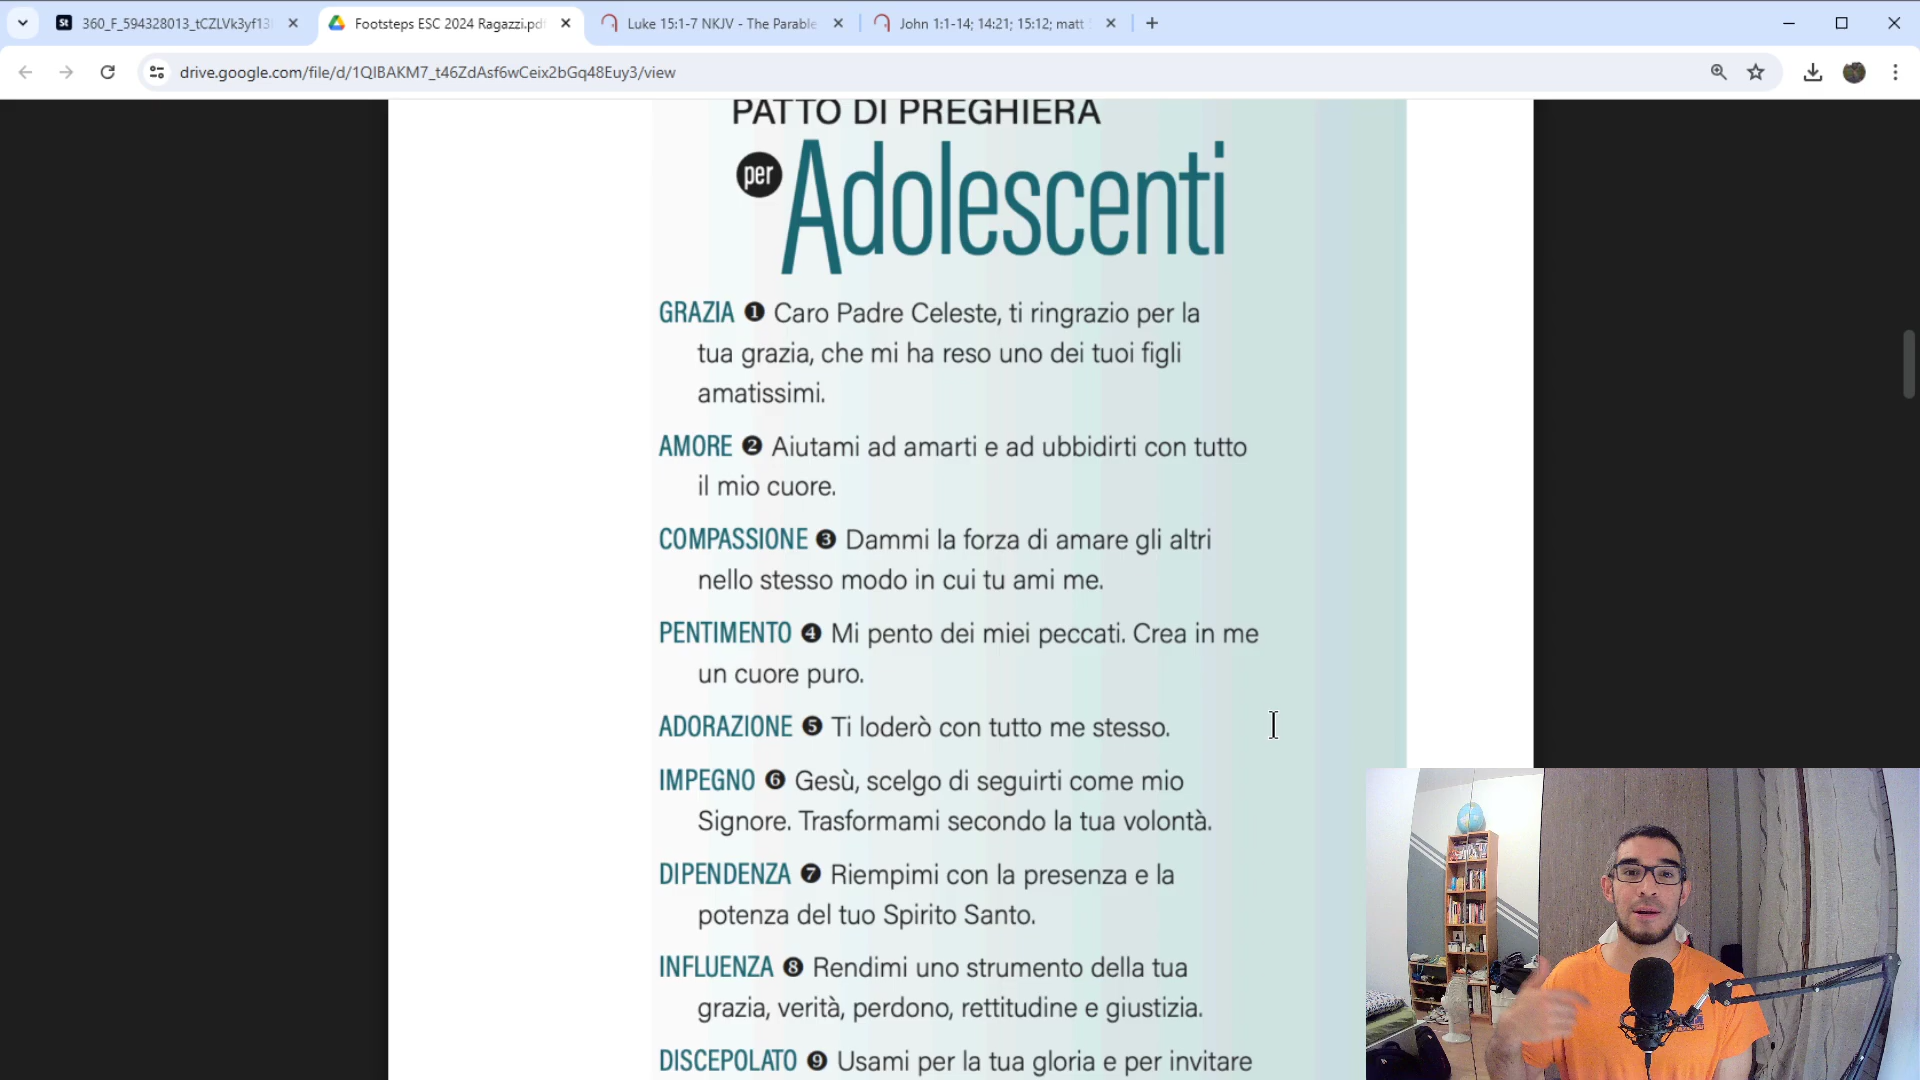 360_F_594328013_tCZLVk3yf13
Footsteps ESC 2024 Ragazzi.pdf
Luke 15:1-7 NKJV - The Parable
John 1:1-14; 14:21; 15:12; matt
drive.google.com/file/d/1QIBAKM7_t46ZdAsf6wCeix2bGq48Euy3/view
PATTO DI PREGHIERA
per Adolescenti
GRAZIA ❶ Caro Padre Celeste, ti ringrazio per la
tua grazia, che mi ha reso uno dei tuoi figli
amatissimi.
AMORE ❷ Aiutami ad amarti e ad ubbidirti con tutto
il mio cuore.
COMPASSIONE ❸ Dammi la forza di amare gli altri
nello stesso modo in cui tu ami me.
PENTIMENTO ❹ Mi pento dei miei peccati. Crea in me
un cuore puro.
ADORAZIONE ❺ Ti loderò con tutto me stesso.
IMPEGNO ❻ Gesù, scelgo di seguirti come mio
Signore. Trasformami secondo la tua volontà.
DIPENDENZA ❼ Riempimi con la presenza e la
potenza del tuo Spirito Santo.
INFLUENZA ❽ Rendimi uno strumento della tua
grazia, verità, perdono, rettitudine e giustizia.
DISCEPOLATO ❾ Usami per la tua gloria e per invitare